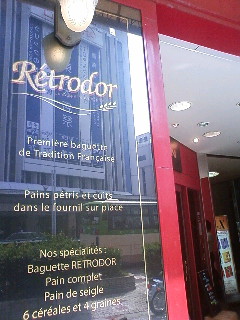 Rétrodor
Première baguette
de Tradition Française
Pains pétris et cuits
dans le fournil sur place
Nos spécialités :
Baguette RETRODOR
Pain complet
Pain de seigle
6 céréales et 4 graines...